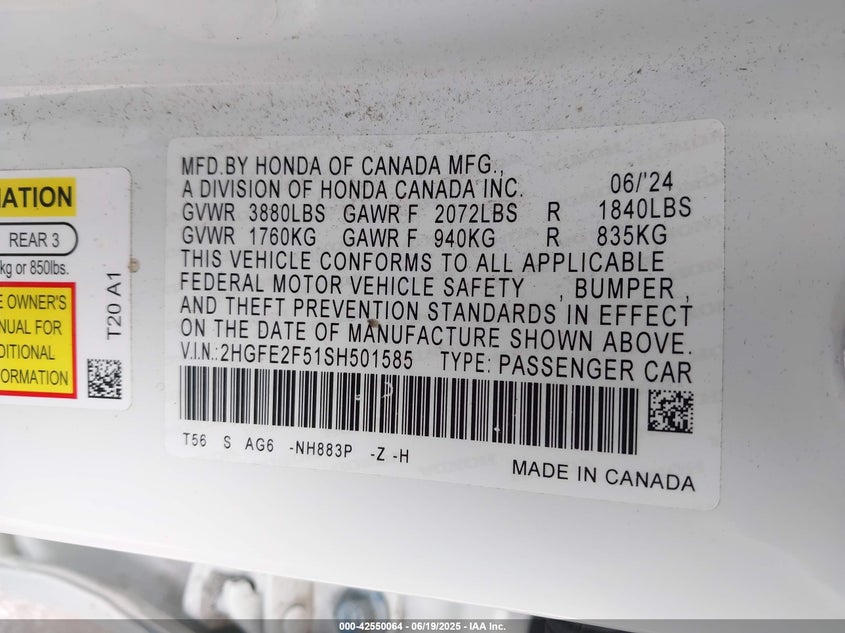 MATION
REAR 3
kg or 850lbs.
E OWNER'S
NUAL FOR
DITIONAL
FORMATION
T20 A1
MFD.BY HONDA OF CANADA MFG.,
A DIVISION OF HONDA CANADA INC. 06/'24
GVWR 3880LBS GAWR F 2072LBS R 1840LBS
GVWR 1760KG GAWR F 940KG R 835KG
THIS VEHICLE CONFORMS TO ALL APPLICABLE
FEDERAL MOTOR VEHICLE SAFETY , BUMPER ,
AND THEFT PREVENTION STANDARDS IN EFFECT
ON THE DATE OF MANUFACTURE SHOWN ABOVE.
V.I.N.:2HGFE2F51SH501585 TYPE: PASSENGER CAR
T56 S AG6 -NH883P -Z -H
MADE IN CANADA
000-42550064 - 06/19/2025 - IAA Inc.